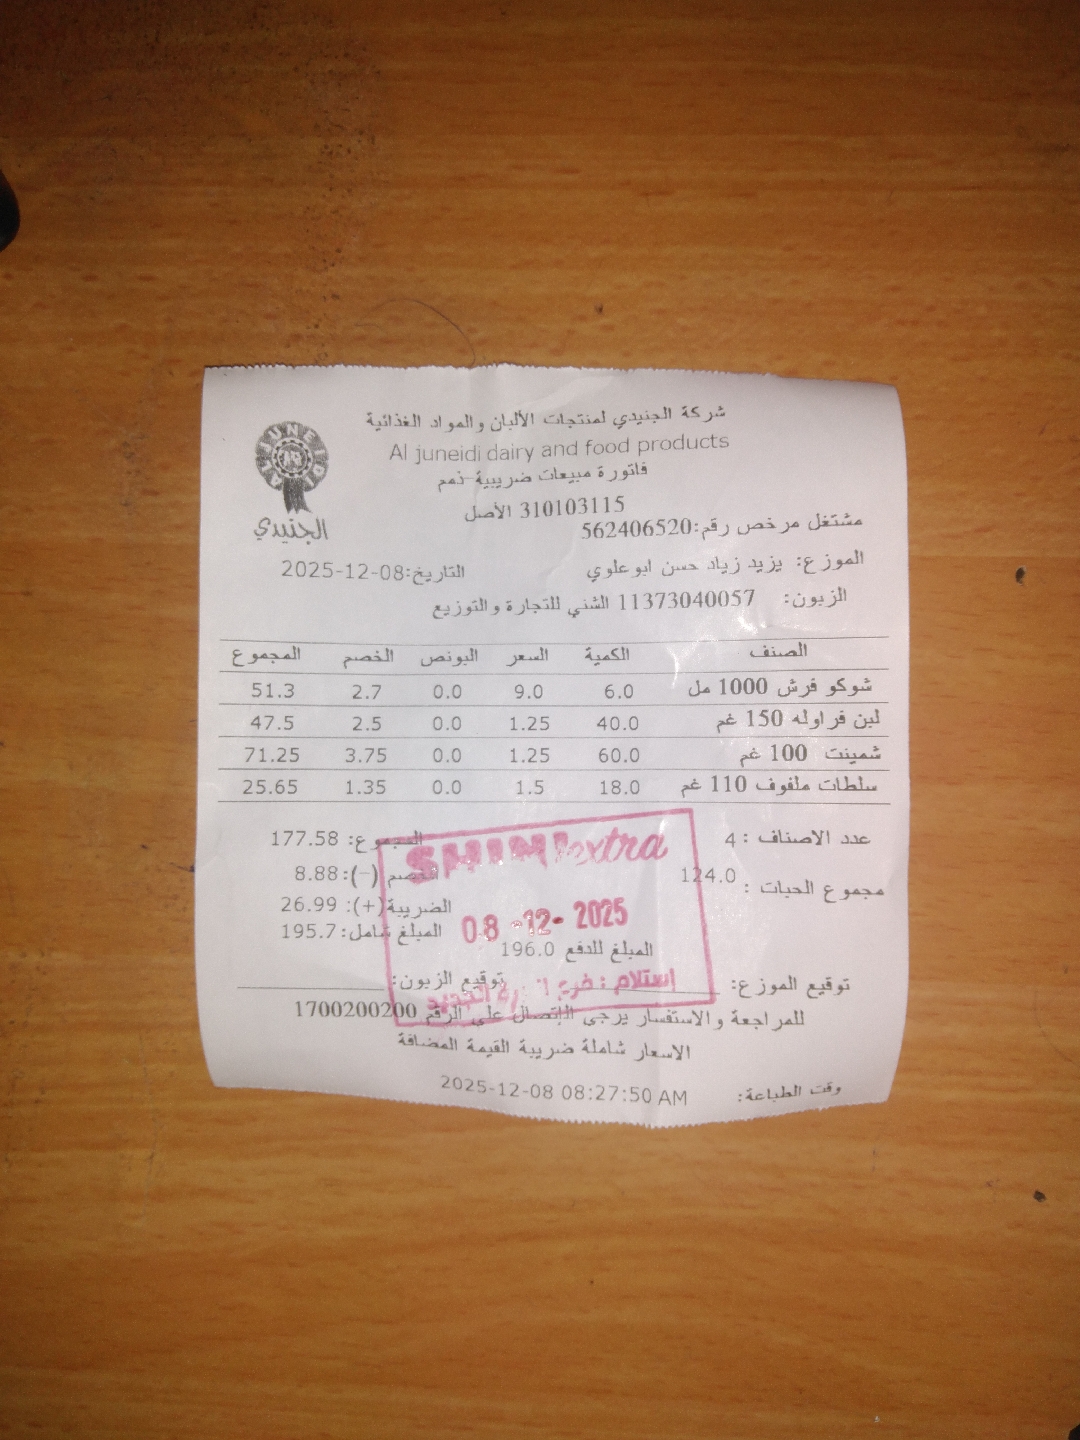 شركة الجنيدي لمنتجات الألبان والمواد الغذائية
Al juneidi dairy and food products
AL JUNEIDI
الجنيدي
فاتورة مبيعات ضريبية-ذمم
310103115 الأصل
مشتغل مرخص رقم:562406520
الموزع: يزيد زياد حسن ابوعلوي التاريخ:2025-12-08
الزبون: 11373040057 الشني للتجارة والتوزيع
الصنف الكمية السعر البونص الخصم المجموع
شوكو فرش 1000 مل 6.0 9.0 0.0 2.7 51.3
لبن فراوله 150 غم 40.0 1.25 0.0 2.5 47.5
شمينت 100 غم 60.0 1.25 0.0 3.75 71.25
سلطات ملفوف 110 غم 18.0 1.5 0.0 1.35 25.65
عدد الاصناف : 4 المجموع: 177.58
مجموع الحبات : 124.0 الخصم (-): 8.88
الضريبة(+): 26.99
المبلغ شامل: 195.7
المبلغ للدفع 196.0
SHINI extra
08 -12- 2025
إستلام : فرع
توقيع الموزع: توقيع الزبون:
للمراجعة والاستفسار يرجى الإتصال على الرقم 1700200200
الاسعار شاملة ضريبة القيمة المضافة
وقت الطباعة: 2025-12-08 08:27:50 AM